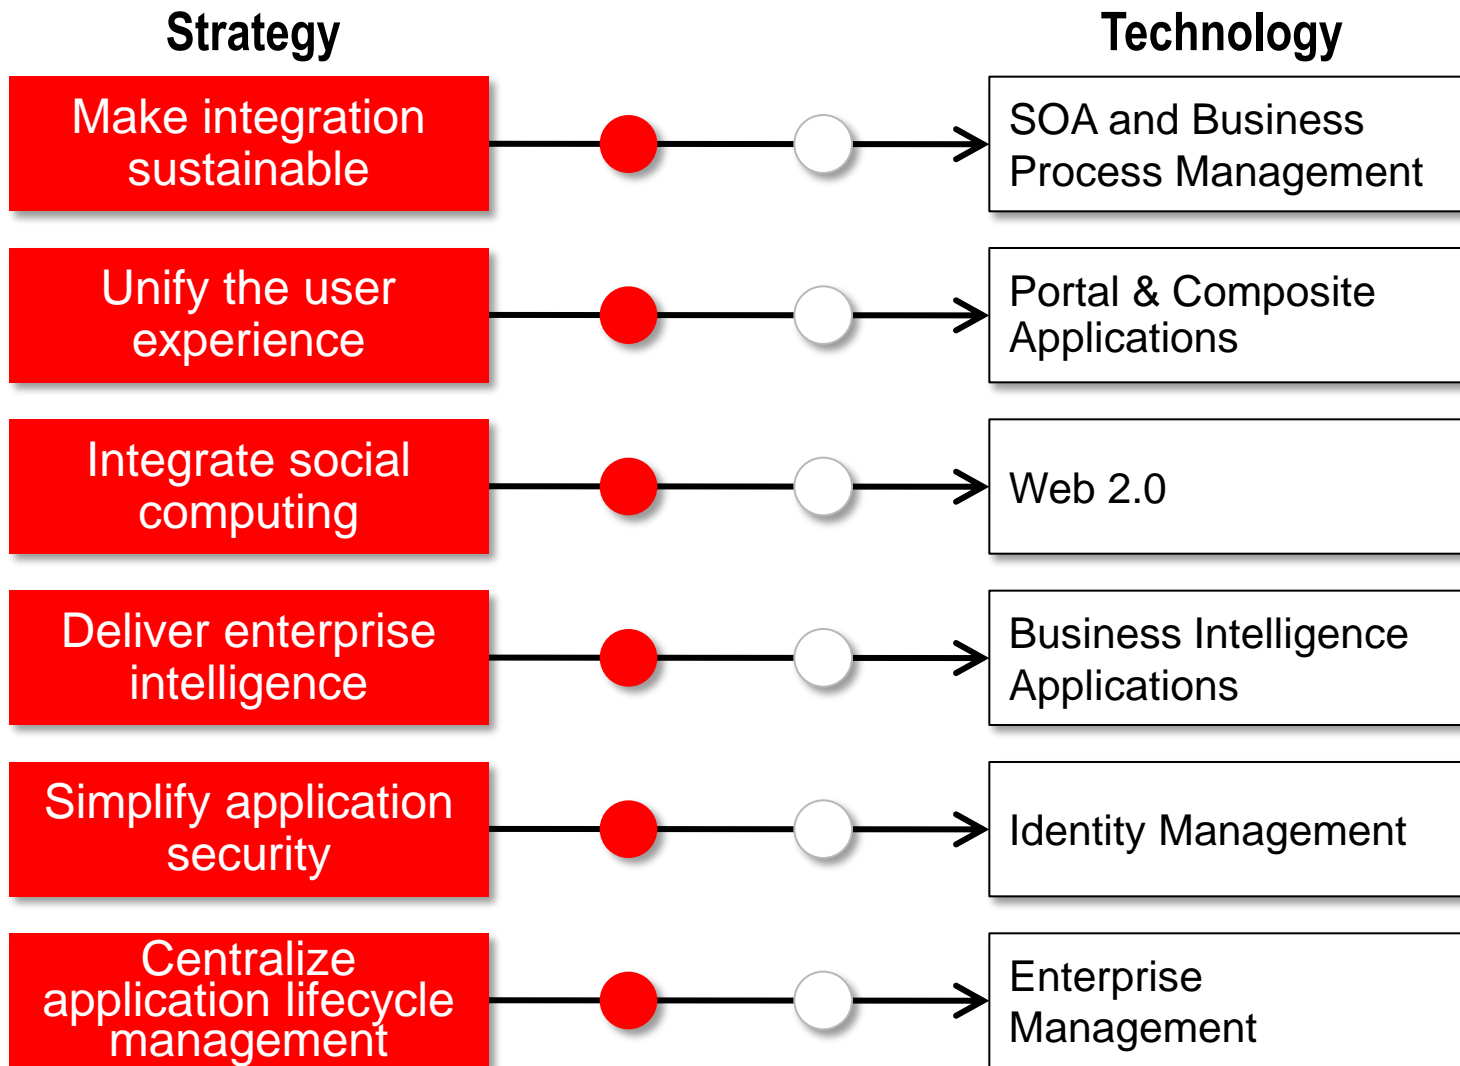 Strategy
Technology
Make integration
sustainable
SOA and Business
Process Management
Unify the user
experience
Portal & Composite
Applications
Integrate social
computing
Web 2.0
Deliver enterprise
intelligence
Business Intelligence
Applications
Simplify application
security
Identity Management
Centralize
application lifecycle
management
Enterprise
Management